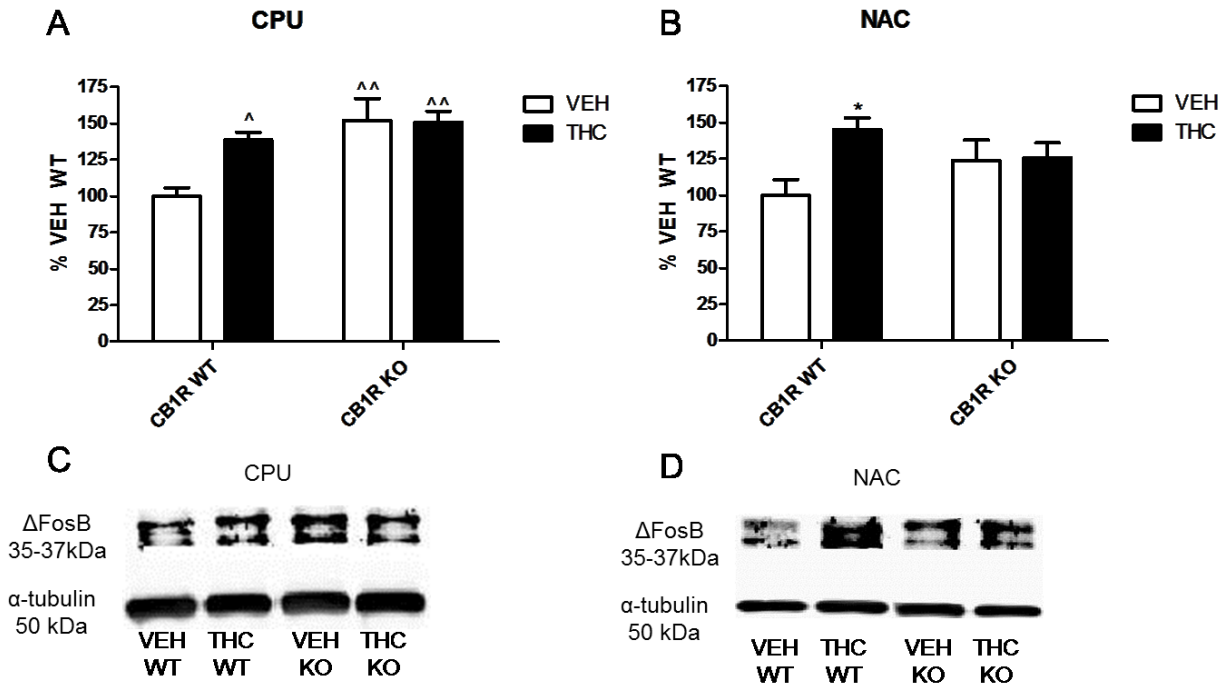 A
CPU
% VEH WT
175
150
125
100
75
50
25
0
^
^^
^^
VEH
THC
CB1R WT
CB1R KO
B
NAC
% VEH WT
175
150
125
100
75
50
25
0
*
VEH
THC
CB1R WT
CB1R KO
C
CPU
ΔFosB
35-37kDa
α-tubulin
50 kDa
VEH THC VEH THC
WT WT KO KO
D
NAC
ΔFosB
35-37kDa
α-tubulin
50 kDa
VEH THC VEH THC
WT WT KO KO